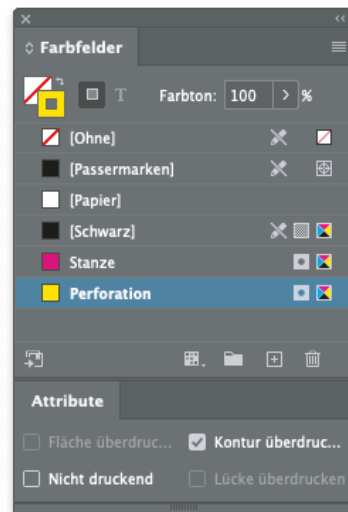 Farbfelder
T Farbton: 100 %
[Ohne]
[Passermarken]
[Papier]
[Schwarz]
Stanze
Perforation
Attribute
Fläche überdruc... Kontur überdruc...
Nicht druckend Lücke überdrucken